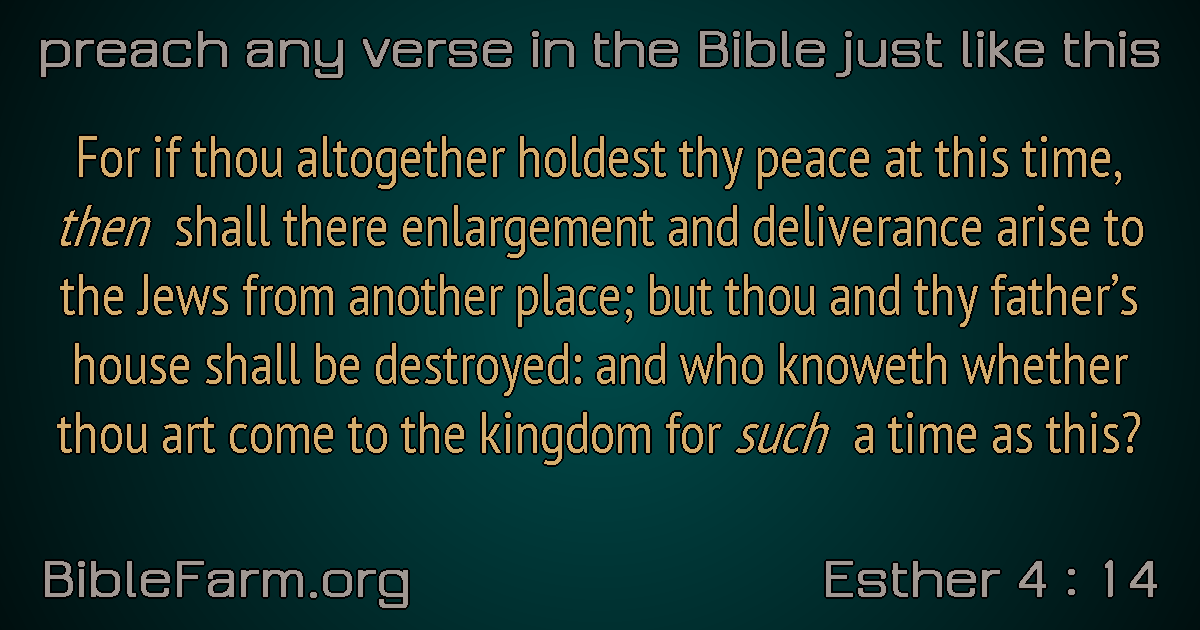 preach any verse in the Bible just like this
For if thou altogether holdest thy peace at this time,
then shall there enlargement and deliverance arise to
the Jews from another place; but thou and thy father’s
house shall be destroyed: and who knoweth whether
thou art come to the kingdom for such a time as this?
BibleFarm.org
Esther 4 : 14